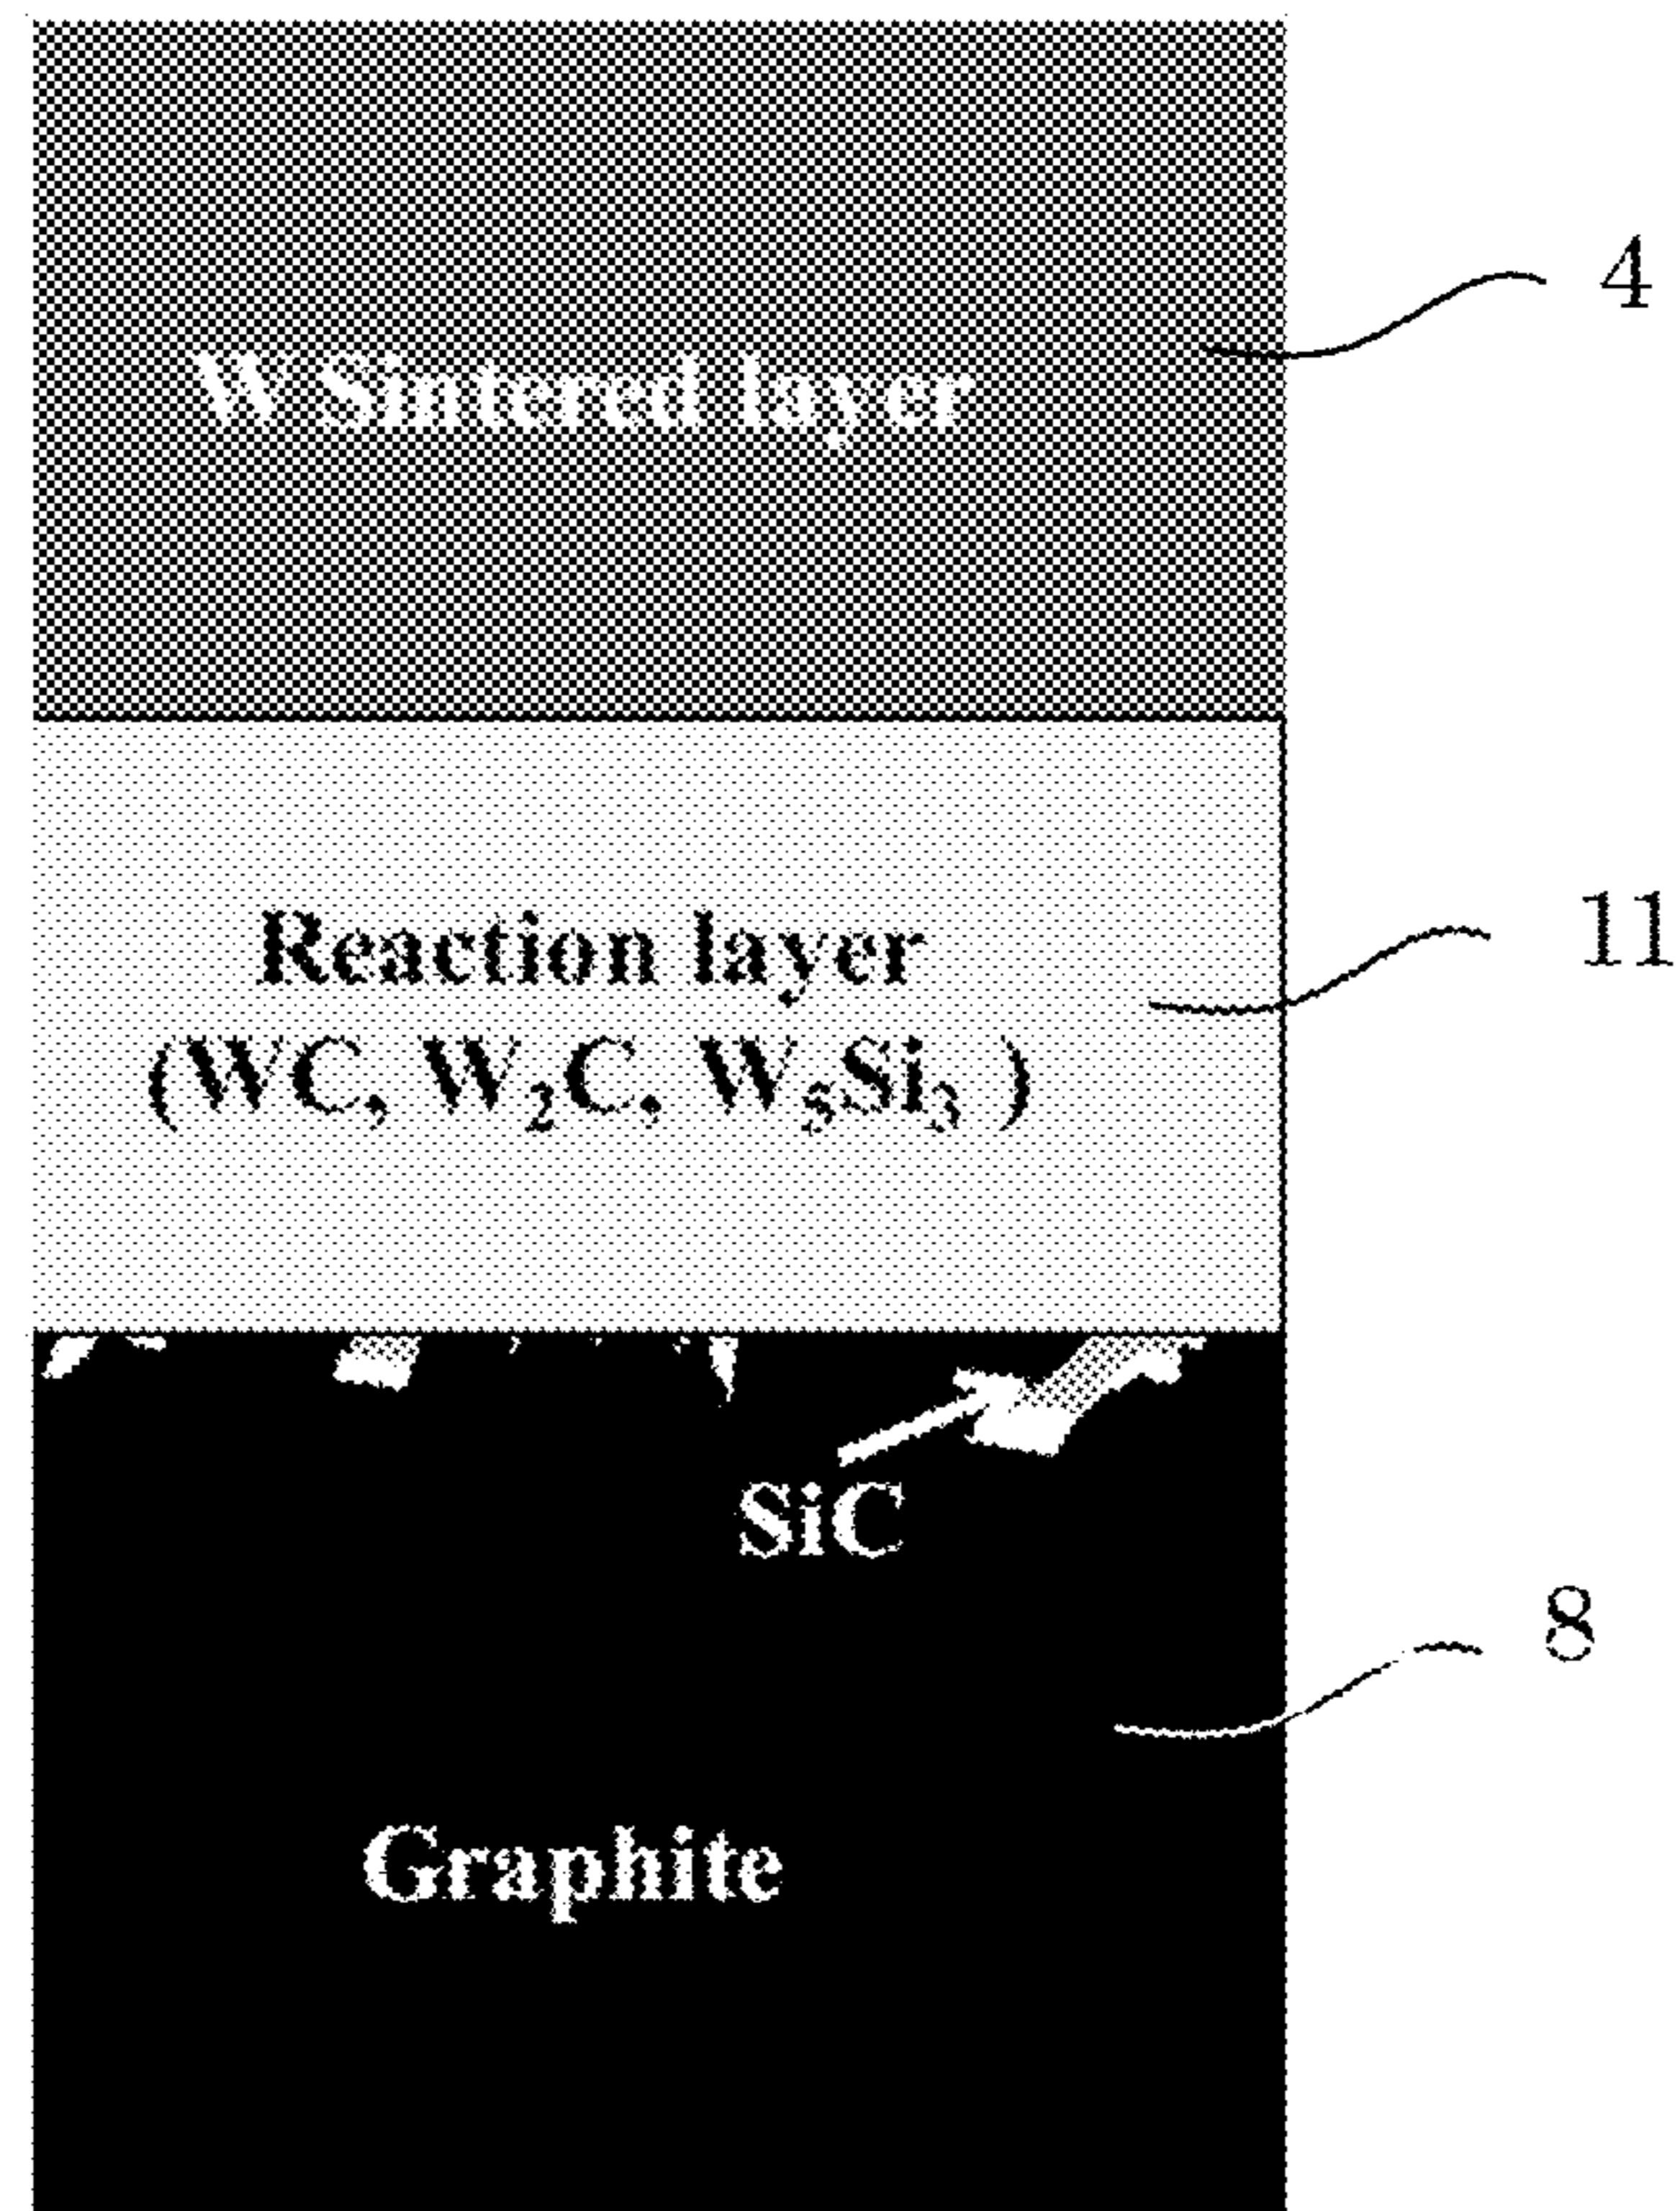 4
W Sintered layer
11
Reaction layer
(WC, W₂C, W₅Si₃ )
SiC
8
Graphite